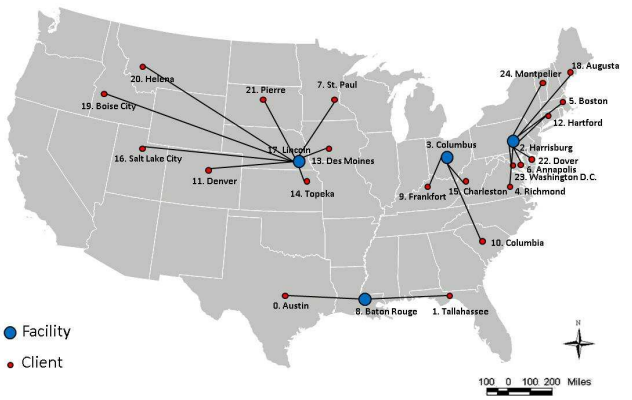 18. Augusta
24. Montpelier
20. Helena
21. Pierre
7. St. Paul
19. Boise City
5. Boston
12. Hartford
17. Lincoln
3. Columbus
2. Harrisburg
16. Salt Lake City
13. Des Moines
22. Dover
6. Annapolis
11. Denver
23. Washington D.C.
14. Topeka
9. Frankfort
15. Charleston
4. Richmond
10. Columbia
0. Austin
8. Baton Rouge
1. Tallahassee
Facility
Client
N
100 0 100 200 Miles